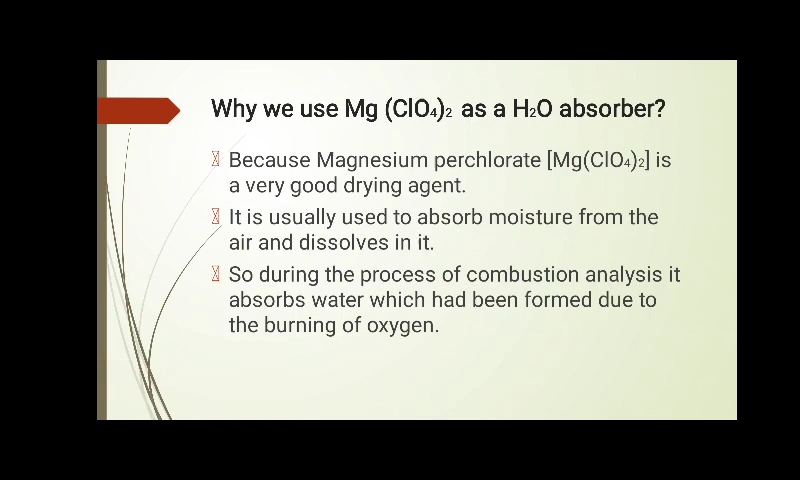 Why we use Mg (ClO₄)₂ as a H₂O absorber?
Because Magnesium perchlorate [Mg(ClO₄)₂] is
a very good drying agent.
It is usually used to absorb moisture from the
air and dissolves in it.
So during the process of combustion analysis it
absorbs water which had been formed due to
the burning of oxygen.